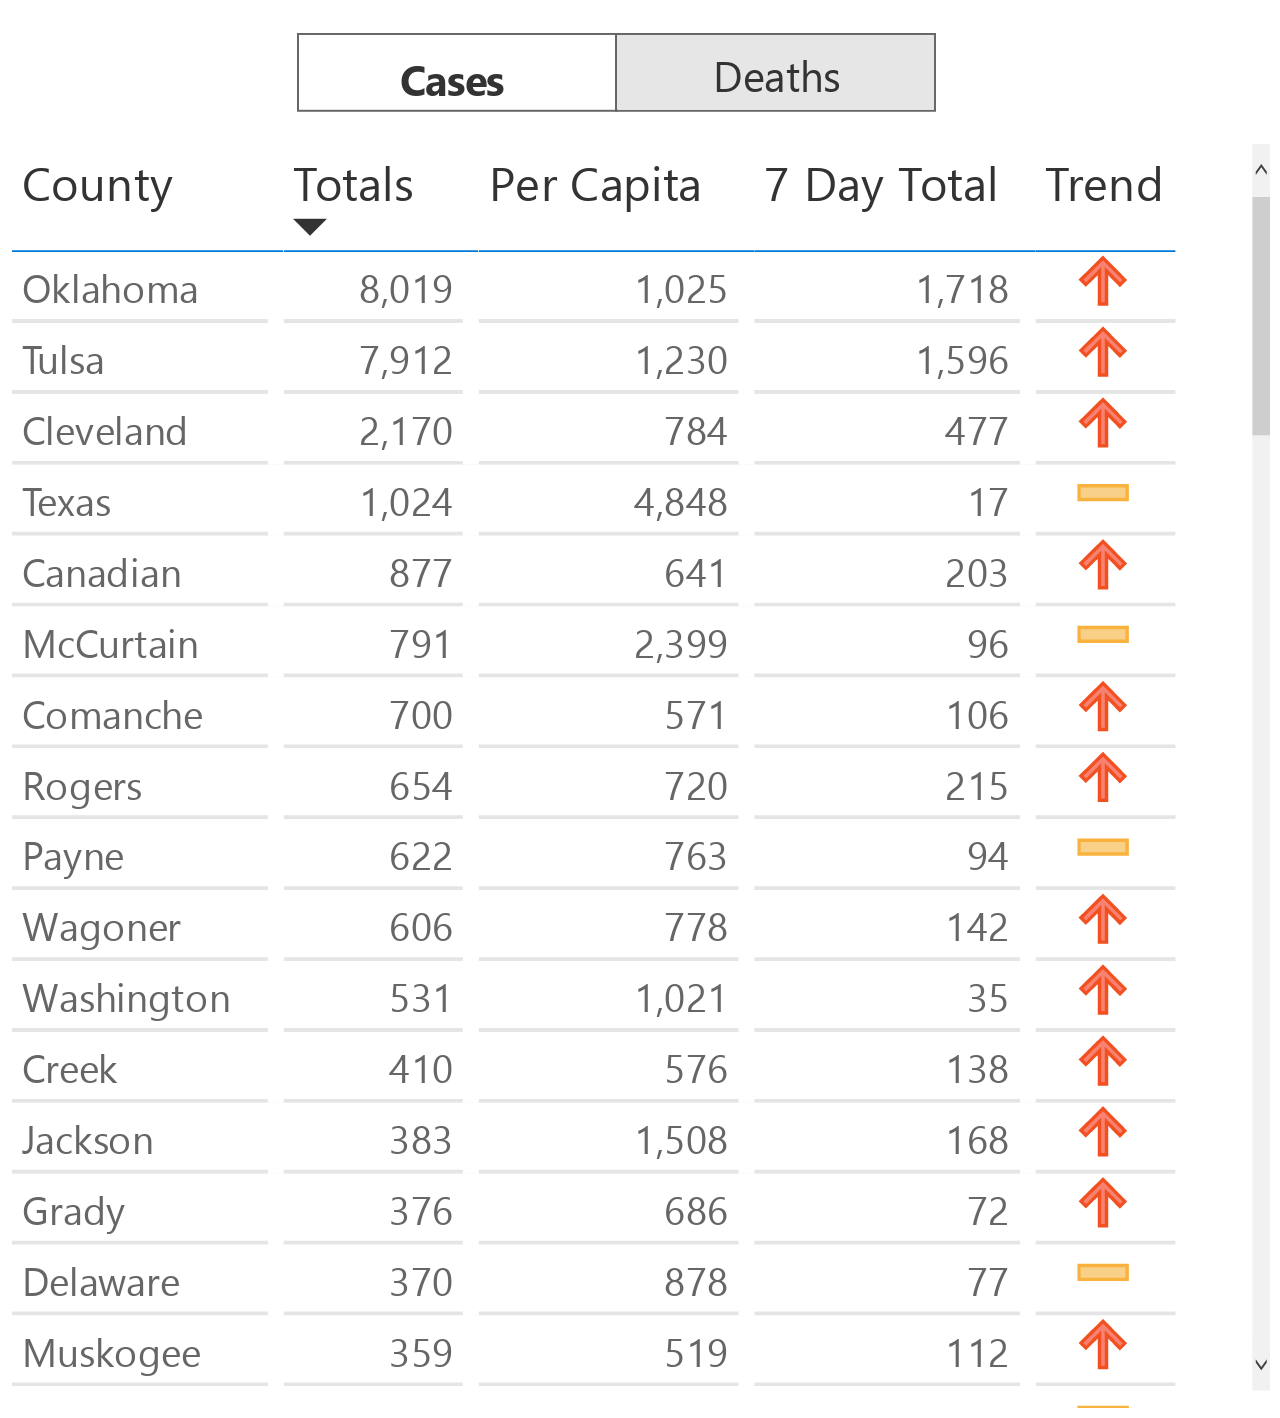 Cases Deaths
County Totals Per Capita 7 Day Total Trend
Oklahoma 8,019 1,025 1,718
Tulsa 7,912 1,230 1,596
Cleveland 2,170 784 477
Texas 1,024 4,848 17
Canadian 877 641 203
McCurtain 791 2,399 96
Comanche 700 571 106
Rogers 654 720 215
Payne 622 763 94
Wagoner 606 778 142
Washington 531 1,021 35
Creek 410 576 138
Jackson 383 1,508 168
Grady 376 686 72
Delaware 370 878 77
Muskogee 359 519 112